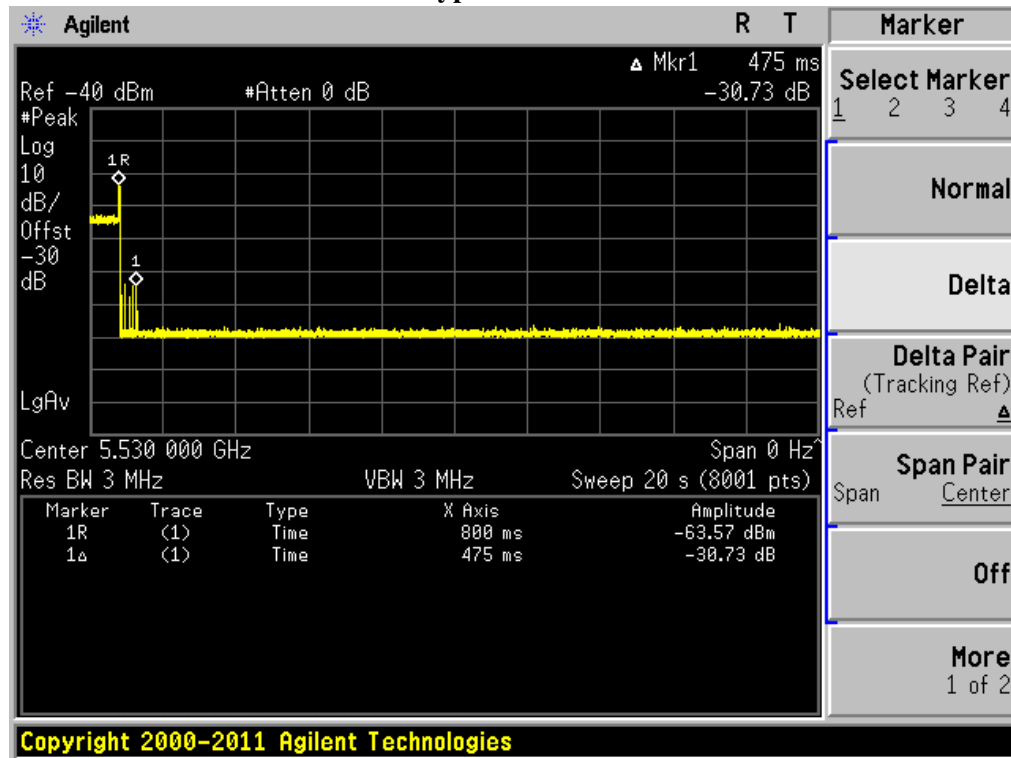 Agilent R T
Marker
▵ Mkr1 475 ms
Ref −40 dBm #Atten 0 dB −30.73 dB
#Peak
Log
10
dB/
Offst
−30
dB
1R
1
LgAv
Center 5.530 000 GHz Span 0 Hz^
Res BW 3 MHz VBW 3 MHz Sweep 20 s (8001 pts)
Marker Trace Type X Axis Amplitude
1R (1) Time 800 ms −63.57 dBm
1▵ (1) Time 475 ms −30.73 dB
Select Marker
1 2 3 4
Normal
Delta
Delta Pair
(Tracking Ref)
Ref ▵
Span Pair
Span Center
Off
More
1 of 2
Copyright 2000–2011 Agilent Technologies